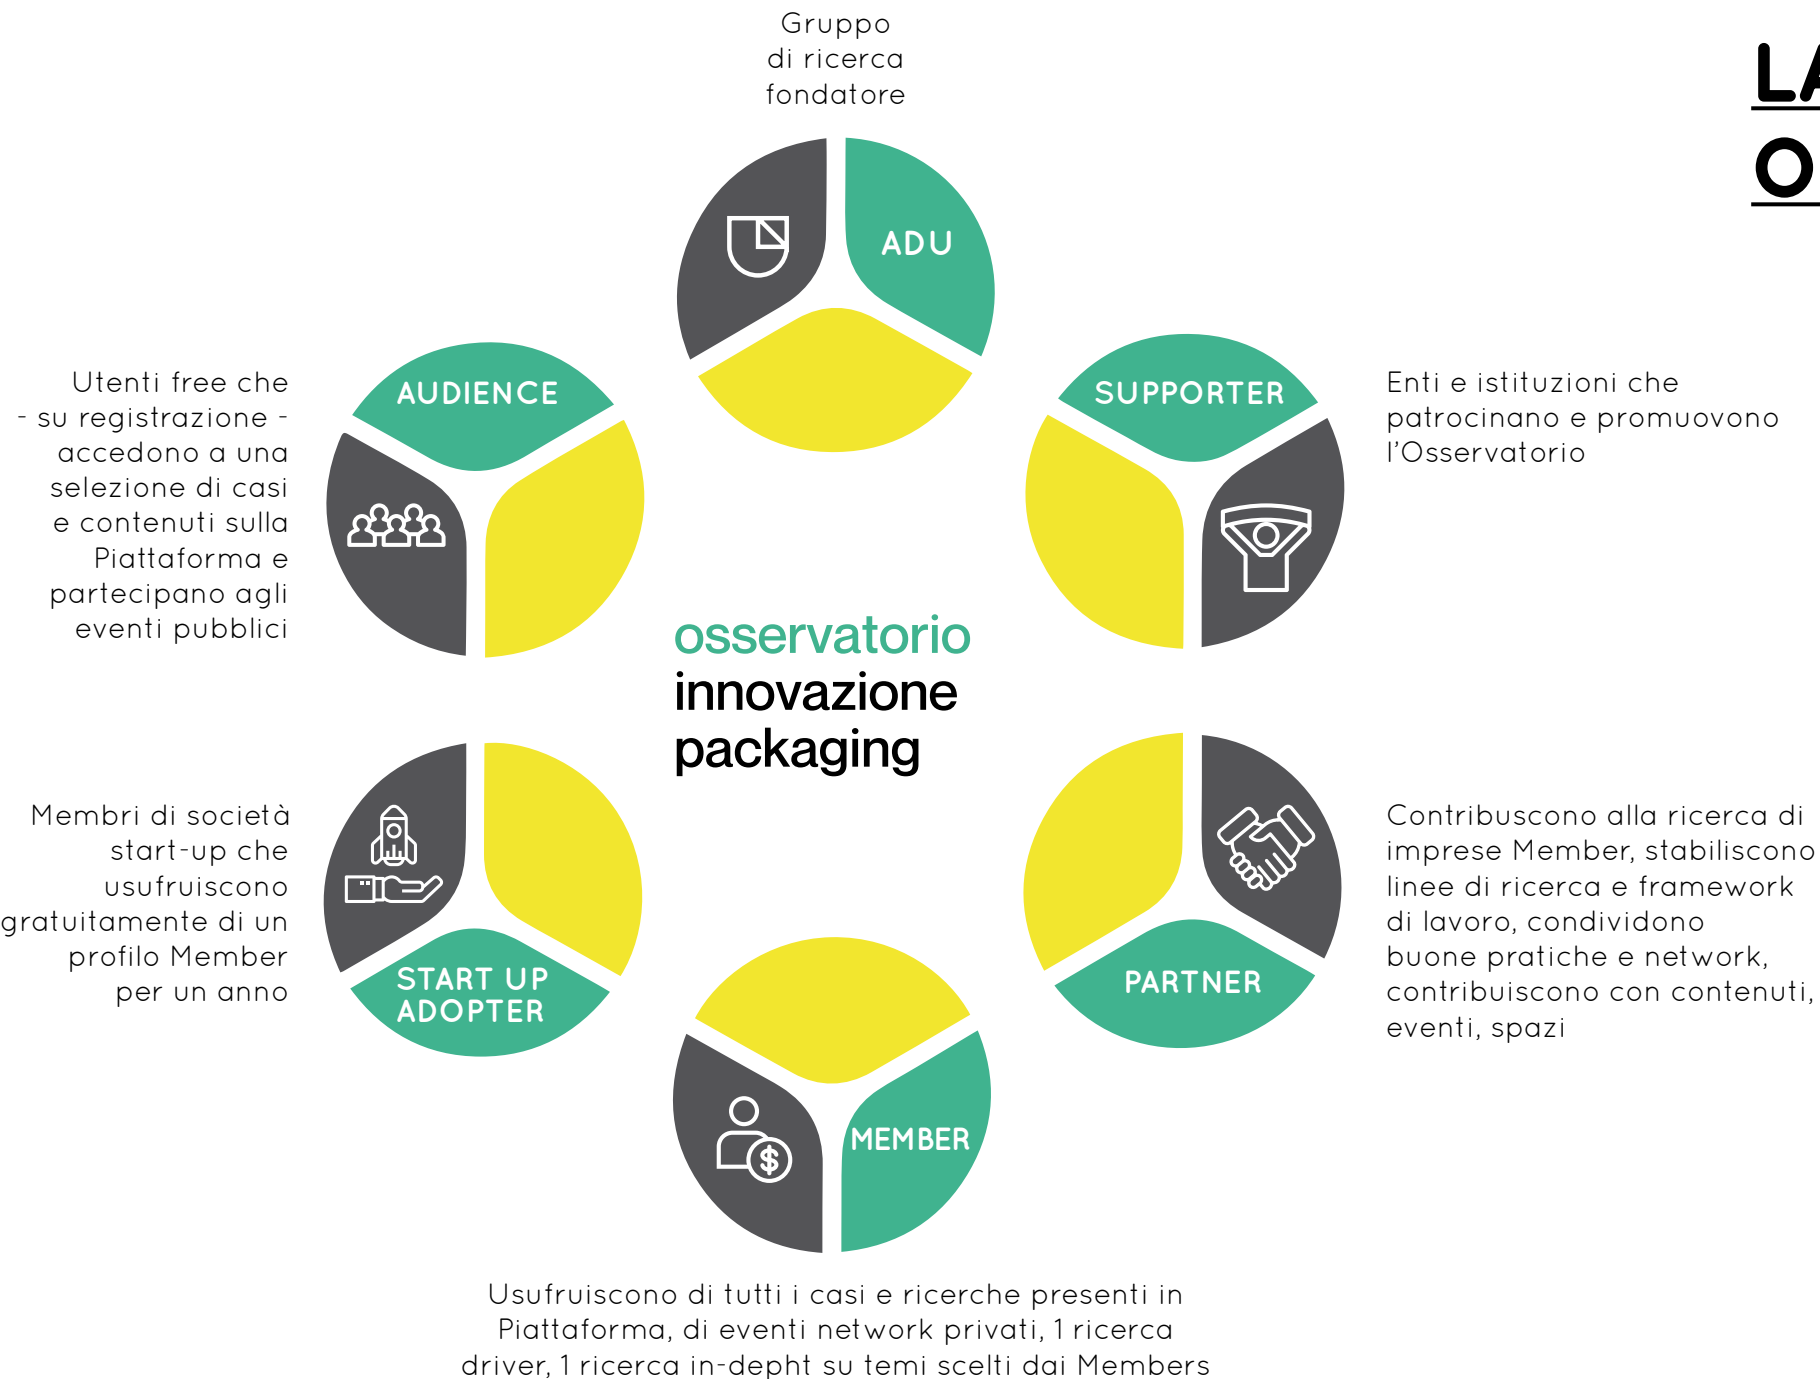 Gruppo
di ricerca
fondatore
LA
O
ADU
AUDIENCE
Utenti free che
- su registrazione -
accedono a una
selezione di casi
e contenuti sulla
Piattaforma e
partecipano agli
eventi pubblici
SUPPORTER
Enti e istituzioni che
patrocinano e promuovono
l’Osservatorio
osservatorio
innovazione
packaging
Membri di società
start-up che
usufruiscono
gratuitamente di un
profilo Member
per un anno
START UP
ADOPTER
PARTNER
Contribuscono alla ricerca di
imprese Member, stabiliscono
linee di ricerca e framework
di lavoro, condividono
buone pratiche e network,
contribuiscono con contenuti,
eventi, spazi
MEMBER
$
Usufruiscono di tutti i casi e ricerche presenti in
Piattaforma, di eventi network privati, 1 ricerca
driver, 1 ricerca in-depht su temi scelti dai Members